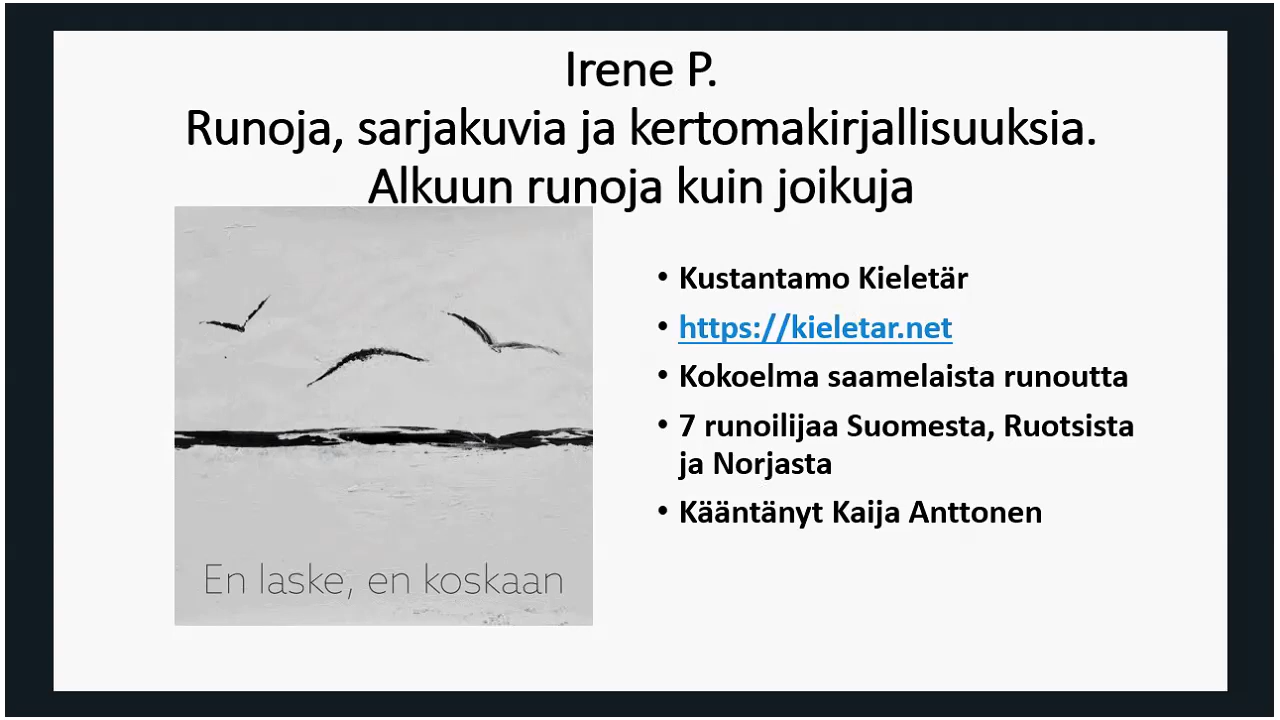 Irene P.
Runoja, sarjakuvia ja kertomakirjallisuuksia.
Alkuun runoja kuin joikuja
• Kustantamo Kieletär
• https://kieletar.net
• Kokoelma saamelaista runoutta
• 7 runoilijaa Suomesta, Ruotsista
ja Norjasta
• Kääntänyt Kaija Anttonen
En laske, en koskaan